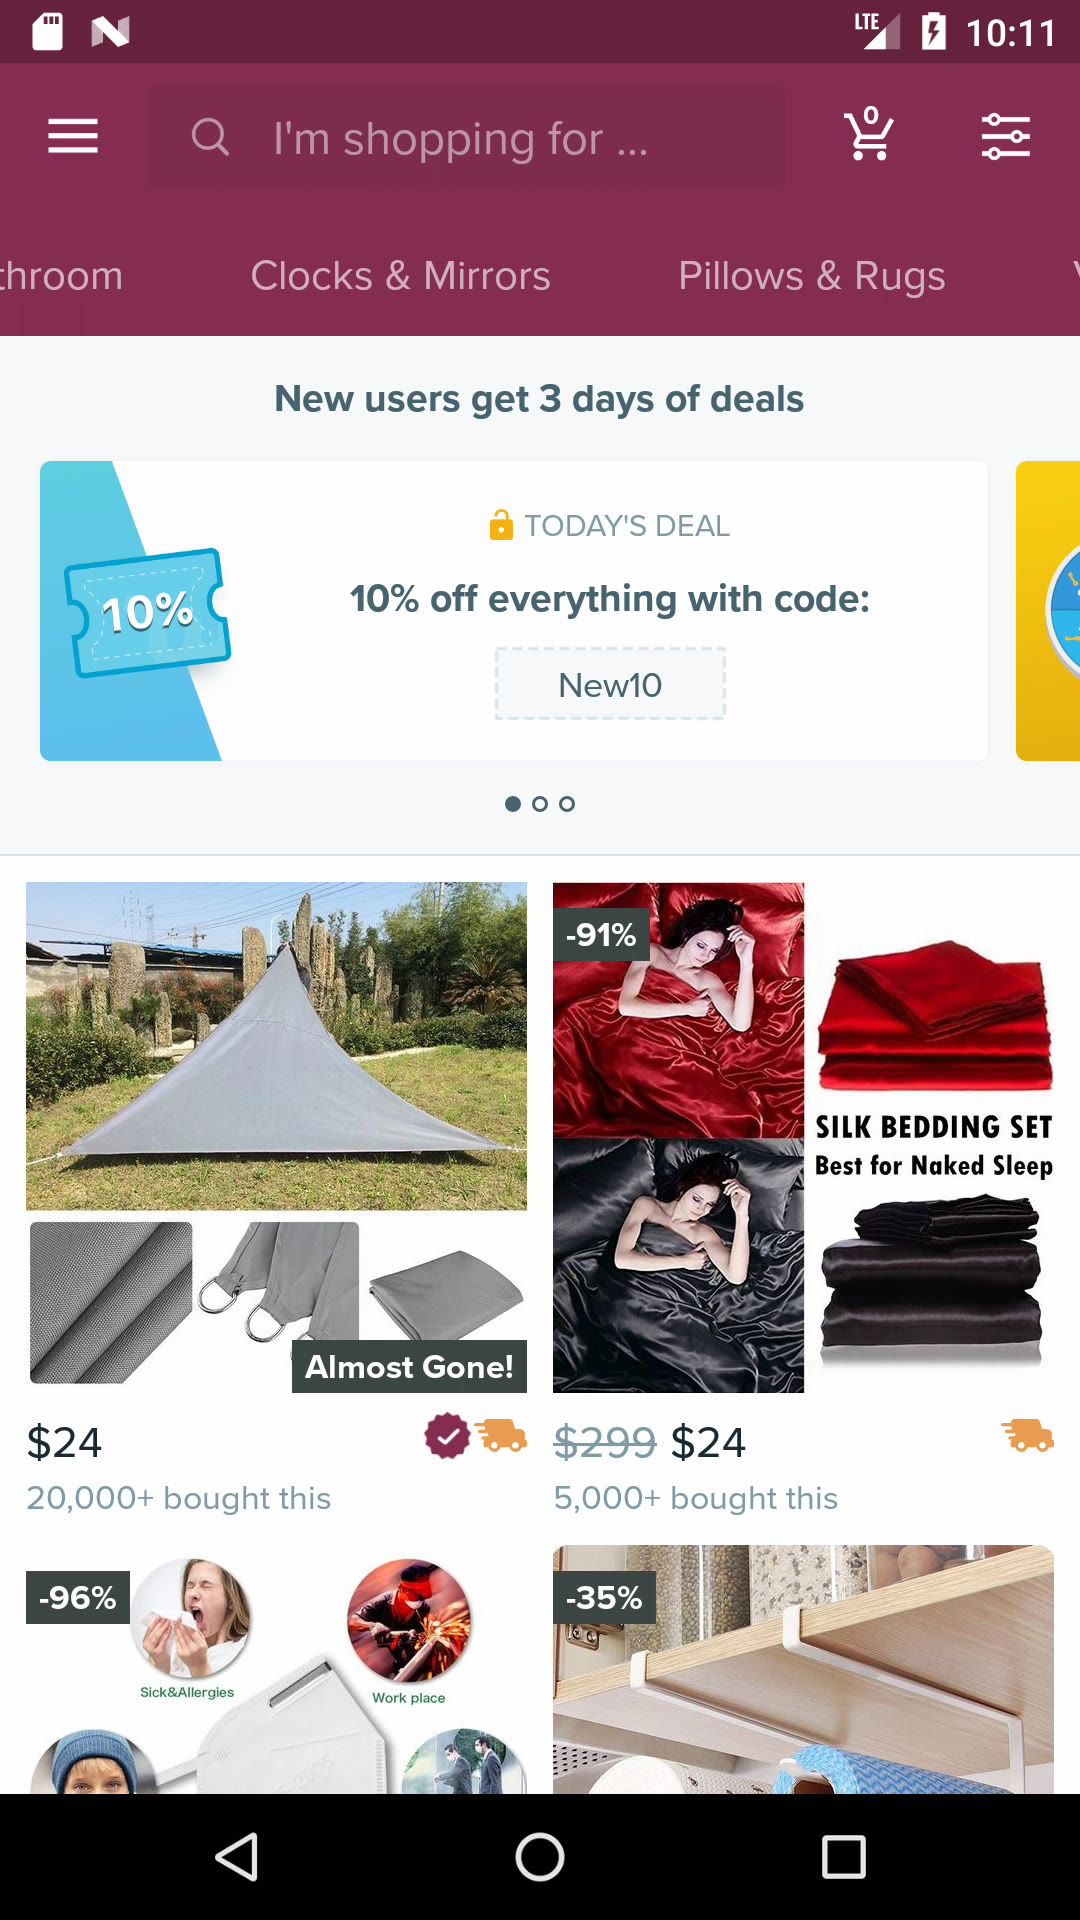 LTE
10:11
I'm shopping for ...
0
throom
Clocks & Mirrors
Pillows & Rugs
New users get 3 days of deals
TODAY'S DEAL
10%
10% off everything with code:
New10
-91%
SILK BEDDING SET
Best for Naked Sleep
Almost Gone!
$24
$299 $24
20,000+ bought this
5,000+ bought this
-96%
-35%
Sick&Allergies
Work place